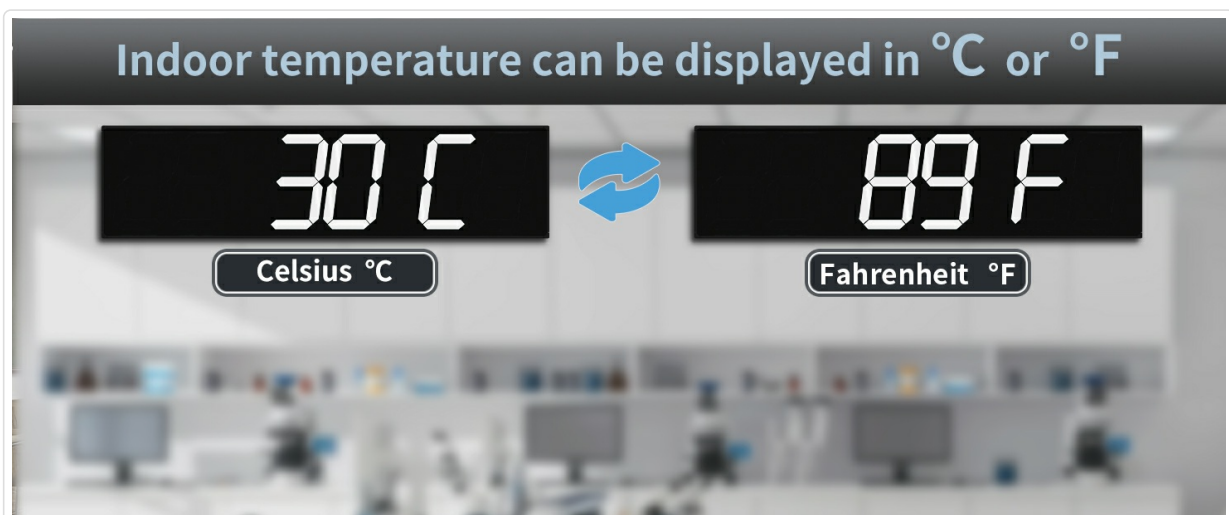 Indoor temperature can be displayed in °C or °F
30 C
89 F
Celsius °C
Fahrenheit °F